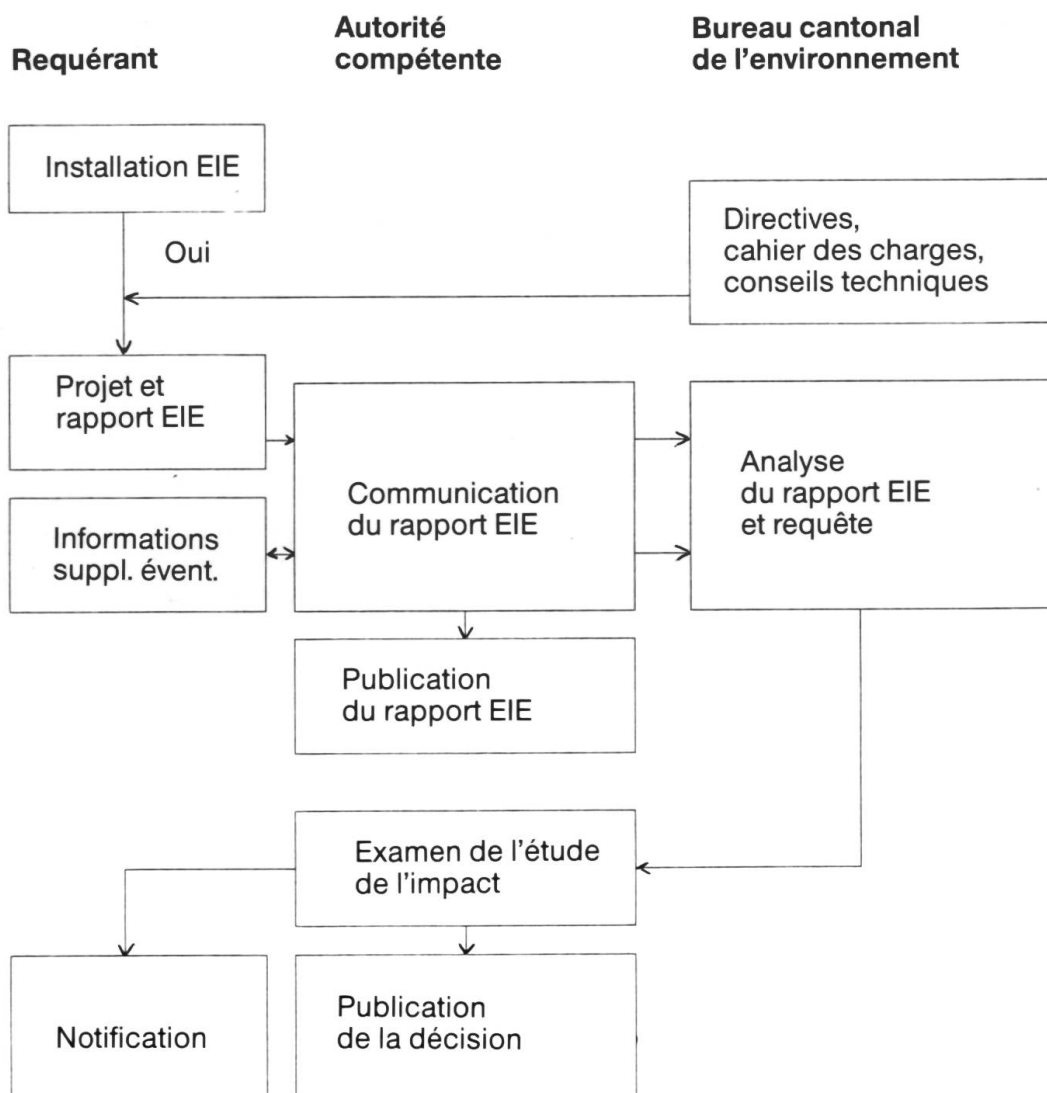 Requérant
Autorité
compétente
Bureau cantonal
de l'environnement
Installation EIE
Oui
Directives,
cahier des charges,
conseils techniques
Projet et
rapport EIE
Informations
suppl. évent.
Communication
du rapport EIE
Analyse
du rapport EIE
et requête
Publication
du rapport EIE
Examen de l'étude
de l'impact
Notification
Publication
de la décision